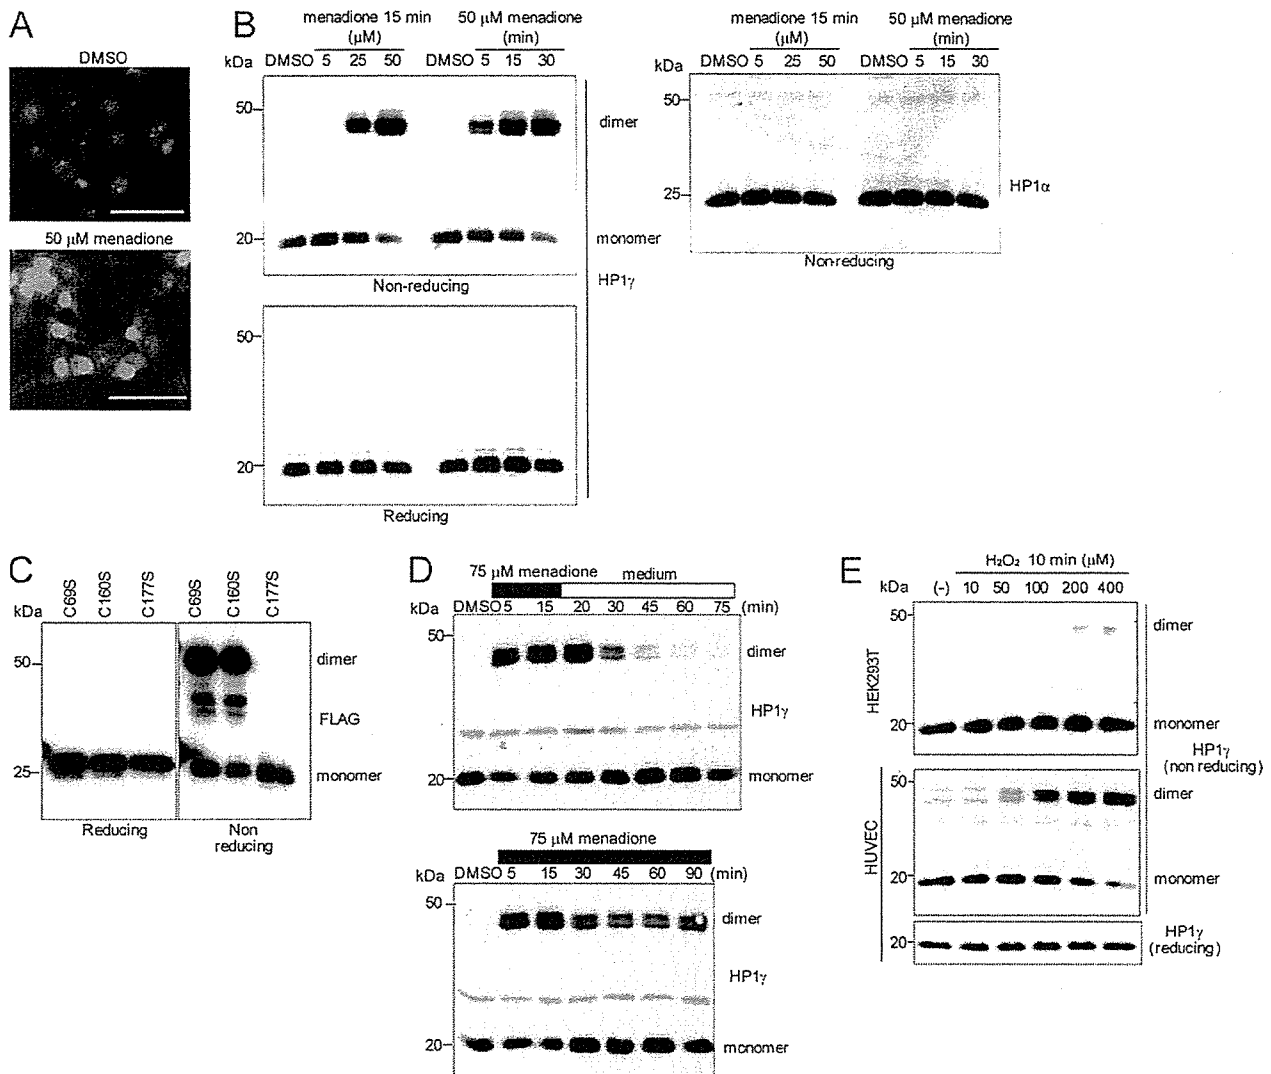 A
DMSO
50 μM menadione
B
menadione 15 min
(μM)
50 μM menadione
(min)
kDa DMSO 5 25 50 DMSO 5 15 30
50
dimer
20
monomer
Non-reducing
HP1γ
50
20
Reducing
menadione 15 min
(μM)
50 μM menadione
(min)
kDa DMSO 5 25 50 DMSO 5 15 30
50
25
HP1α
Non-reducing
C
kDa C69S C160S C177S C69S C160S C177S
50
dimer
FLAG
25
monomer
Reducing
Non
reducing
D
75 μM menadione medium
kDa DMSO 5 15 20 30 45 60 75 (min)
50
dimer
HP1γ
20
monomer
75 μM menadione
kDa DMSO 5 15 30 45 60 90 (min)
50
dimer
HP1γ
20
monomer
E
H₂O₂ 10 min (μM)
kDa (-) 10 50 100 200 400
50
dimer
HEK293T
20
monomer
HP1γ
(non reducing)
50
dimer
HUVEC
20
monomer
20
HP1γ
(reducing)